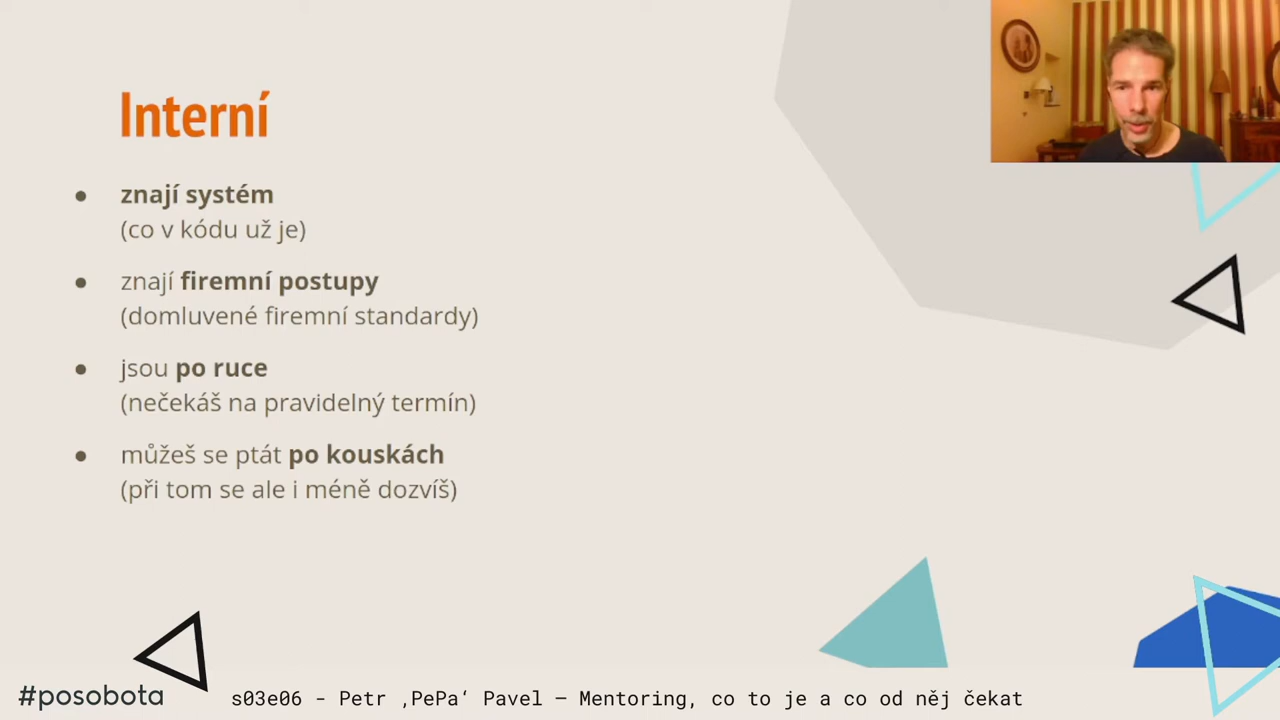 Interní
● znají systém
(co v kódu už je)
● znají firemní postupy
(domluvené firemní standardy)
● jsou po ruce
(nečekáš na pravidelný termín)
● můžeš se ptát po kouskách
(při tom se ale i méně dozvíš)
#posobota
s03e06 - Petr ‚PePa‘ Pavel – Mentoring, co to je a co od něj čekat